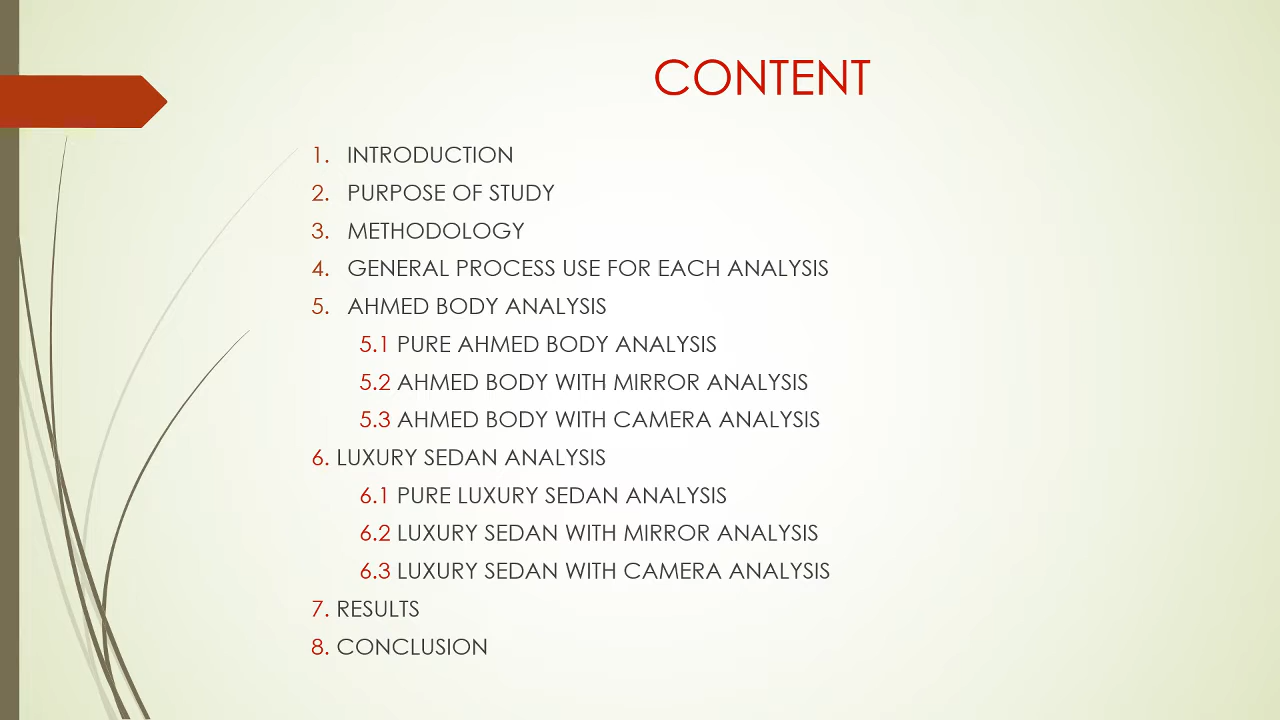 CONTENT
1. INTRODUCTION
2. PURPOSE OF STUDY
3. METHODOLOGY
4. GENERAL PROCESS USE FOR EACH ANALYSIS
5. AHMED BODY ANALYSIS
5.1 PURE AHMED BODY ANALYSIS
5.2 AHMED BODY WITH MIRROR ANALYSIS
5.3 AHMED BODY WITH CAMERA ANALYSIS
6. LUXURY SEDAN ANALYSIS
6.1 PURE LUXURY SEDAN ANALYSIS
6.2 LUXURY SEDAN WITH MIRROR ANALYSIS
6.3 LUXURY SEDAN WITH CAMERA ANALYSIS
7. RESULTS
8. CONCLUSION